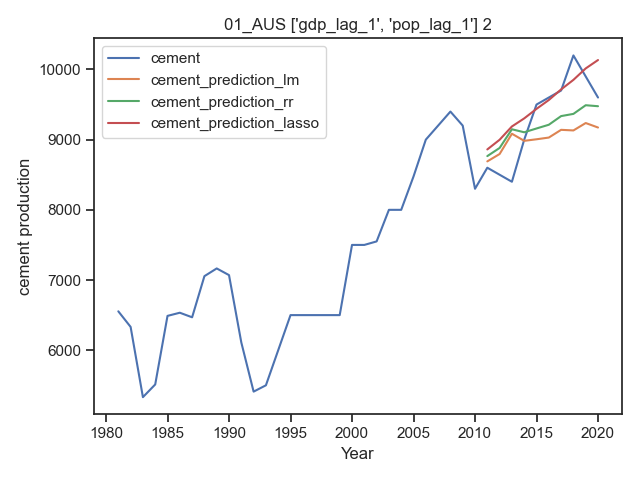 01_AUS ['gdp_lag_1', 'pop_lag_1'] 2
cement
cement_prediction_lm
cement_prediction_rr
cement_prediction_lasso
10000
9000
8000
7000
6000
cement production
1980 1985 1990 1995 2000 2005 2010 2015 2020
Year